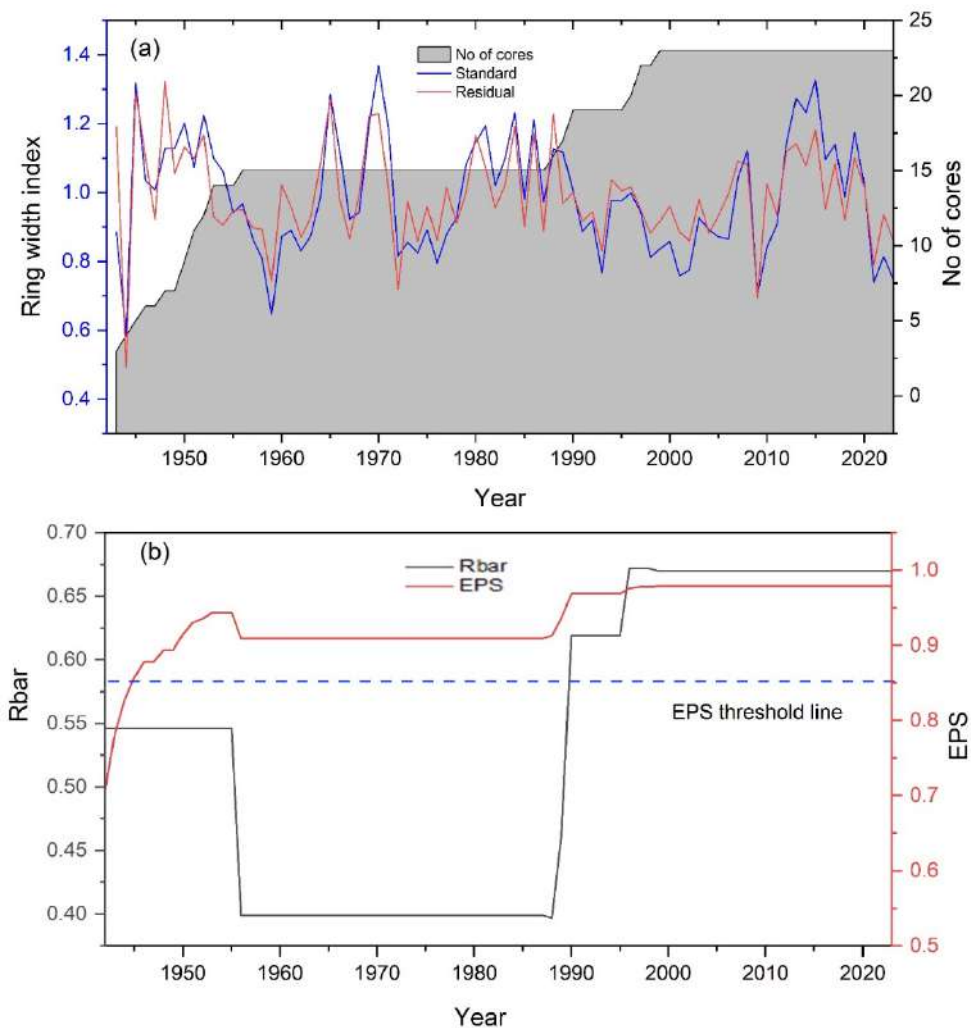 (a)
No of cores
Standard
Residual
1.4
1.2
1.0
0.8
0.6
0.4
Ring width index
25
20
15
10
5
0
No of cores
1950 1960 1970 1980 1990 2000 2010 2020
Year
(b)
Rbar
EPS
0.70
0.65
0.60
0.55
0.50
0.45
0.40
Rbar
1.0
0.9
0.8
0.7
0.6
0.5
EPS
EPS threshold line
1950 1960 1970 1980 1990 2000 2010 2020
Year